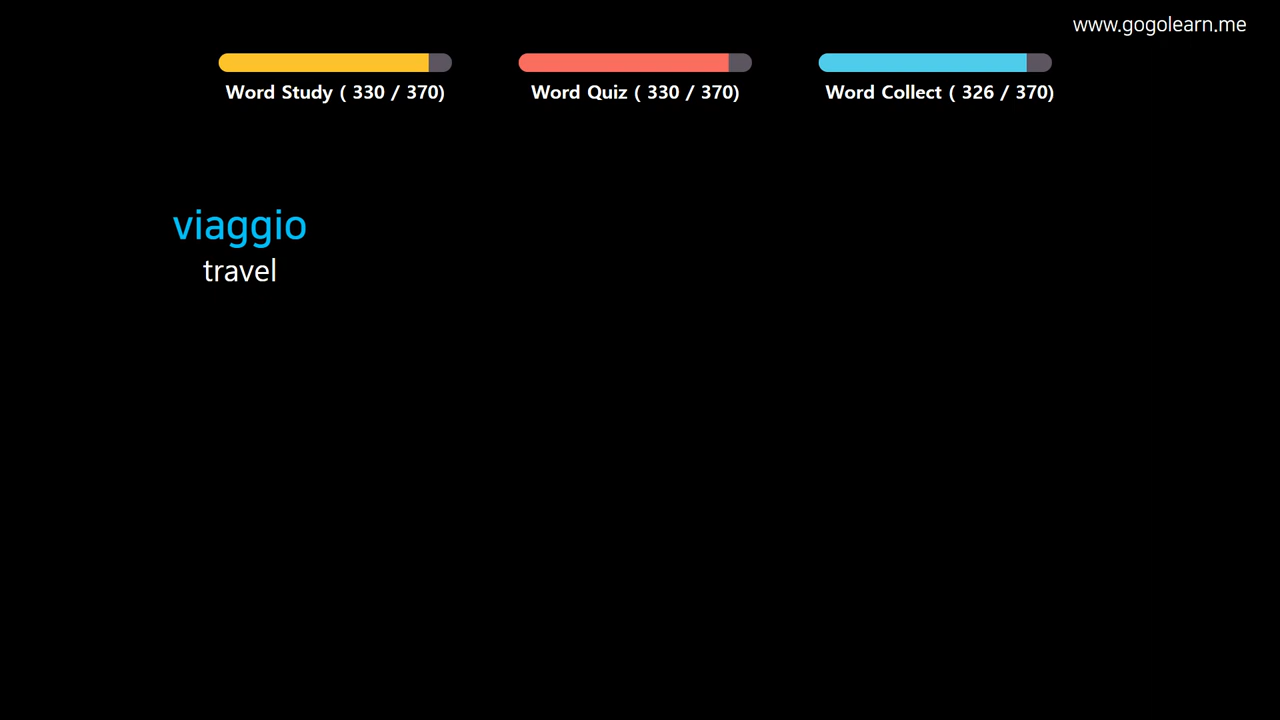 www.gogolearn.me
Word Study ( 330 / 370)
Word Quiz ( 330 / 370)
Word Collect ( 326 / 370)
viaggio
travel